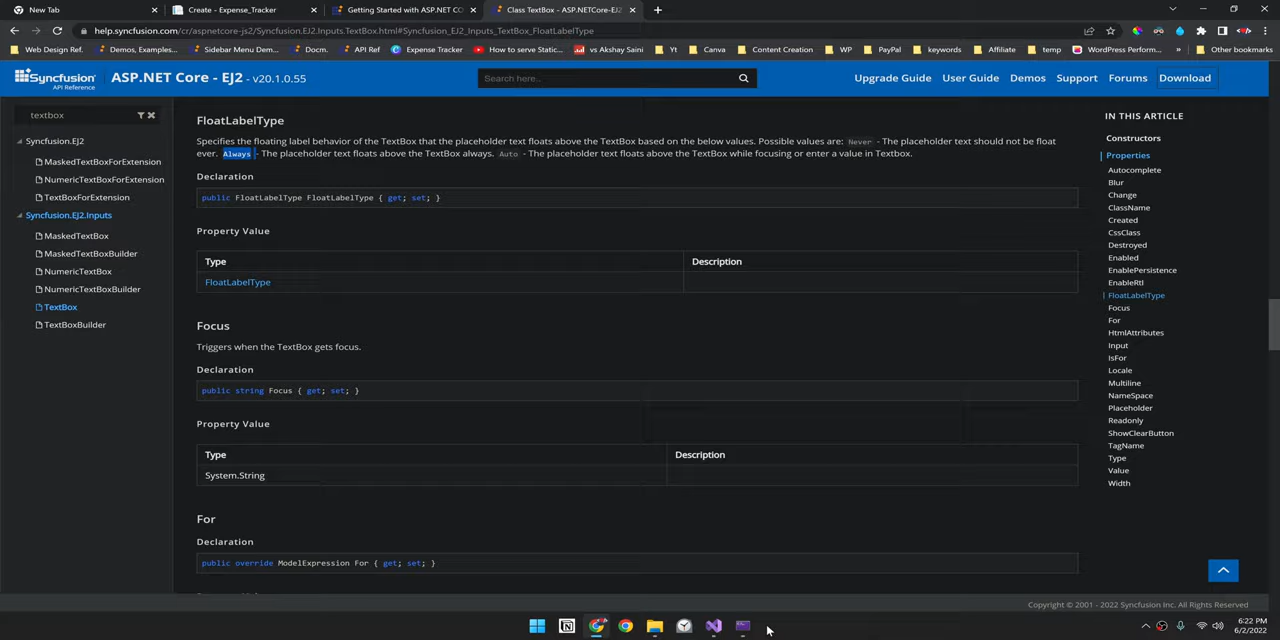 New Tab
Create - Expense_Tracker
Getting Started with ASP.NET CO
Class TextBox - ASP.NETCore-EJ2
help.syncfusion.com/cr/aspnetcore-js2/Syncfusion.EJ2.Inputs.TextBox.html#Syncfusion_EJ2_Inputs_TextBox_FloatLabelType
Web Design Ref.
Demos, Examples...
Sidebar Menu Dem...
Docm.
API Ref
Expense Tracker
How to serve Static...
vs Akshay Saini
Yt
Canva
Content Creation
WP
PayPal
keywords
Affiliate
temp
WordPress Perform...
Other bookmarks
Syncfusion
API Reference
ASP.NET Core - EJ2 - v20.1.0.55
Search here...
Upgrade Guide
User Guide
Demos
Support
Forums
Download
textbox
Syncfusion.EJ2
MaskedTextBoxForExtension
NumericTextBoxForExtension
TextBoxForExtension
Syncfusion.EJ2.Inputs
MaskedTextBox
MaskedTextBoxBuilder
NumericTextBox
NumericTextBoxBuilder
TextBox
TextBoxBuilder
FloatLabelType
Specifies the floating label behavior of the TextBox that the placeholder text floats above the TextBox based on the below values. Possible values are: Never - The placeholder text should not be float
ever. Always - The placeholder text floats above the TextBox always. Auto - The placeholder text floats above the TextBox while focusing or enter a value in Textbox.
Declaration
public FloatLabelType FloatLabelType { get; set; }
Property Value
Type
Description
FloatLabelType
Focus
Triggers when the TextBox gets focus.
Declaration
public string Focus { get; set; }
Property Value
Type
Description
System.String
For
Declaration
public override ModelExpression For { get; set; }
IN THIS ARTICLE
Constructors
Properties
Autocomplete
Blur
Change
ClassName
Created
CssClass
Destroyed
Enabled
EnablePersistence
EnableRtl
FloatLabelType
Focus
For
HtmlAttributes
Input
IsFor
Locale
Multiline
NameSpace
Placeholder
Readonly
ShowClearButton
TagName
Type
Value
Width
Copyright © 2001 - 2022 Syncfusion Inc. All Rights Reserved
6:22 PM
6/2/2022